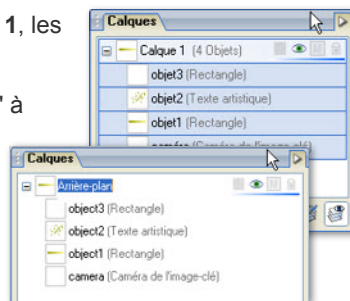 1, les
" à
Calques
Calque 1 (4 Objets)
objet3 (Rectangle)
objet2 (Texte artistique)
objet1 (Rectangle)
caméra (Caméra de l'image-clé)
Calques
Arrière-plan
object3 (Rectangle)
object2 (Texte artistique)
object1 (Rectangle)
camera (Caméra de l'image-clé)